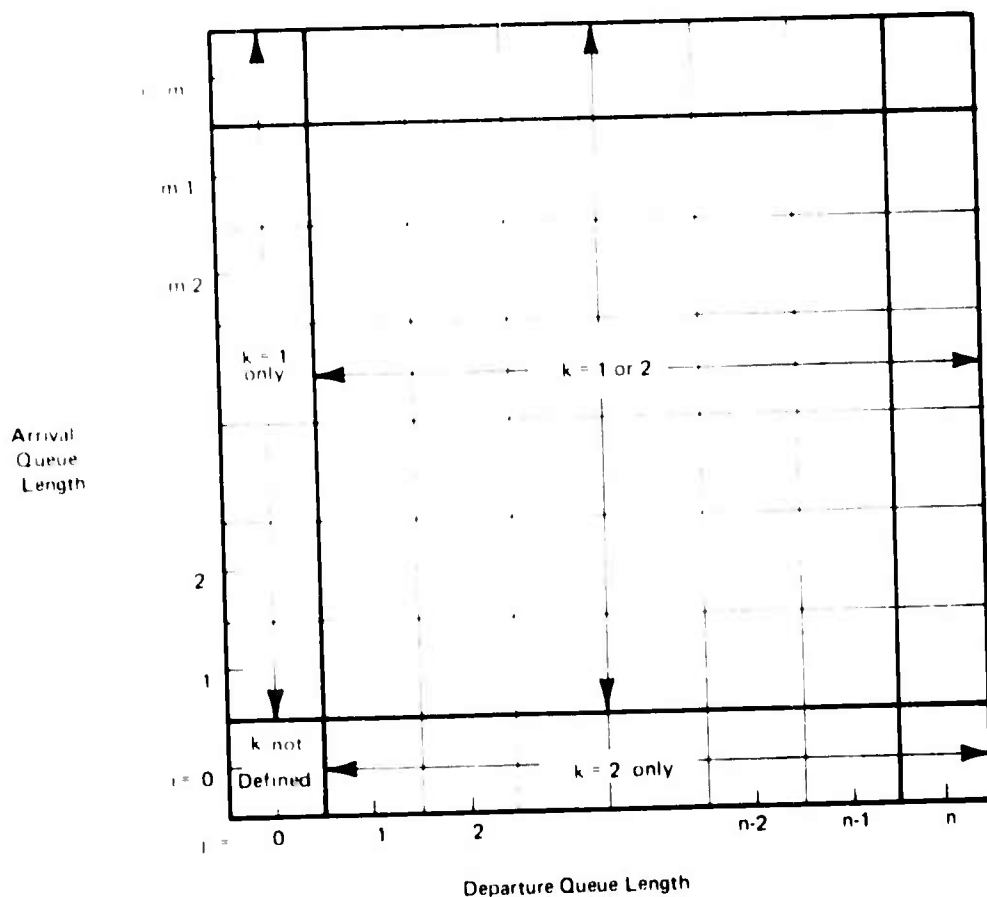 m
m 1
m 2
k = 1
only
k = 1 or 2
Arrival
Queue
Length
2
1
k not
Defined
k = 2 only
= 0
0
1
2
n-2
n-1
n
Departure Queue Length